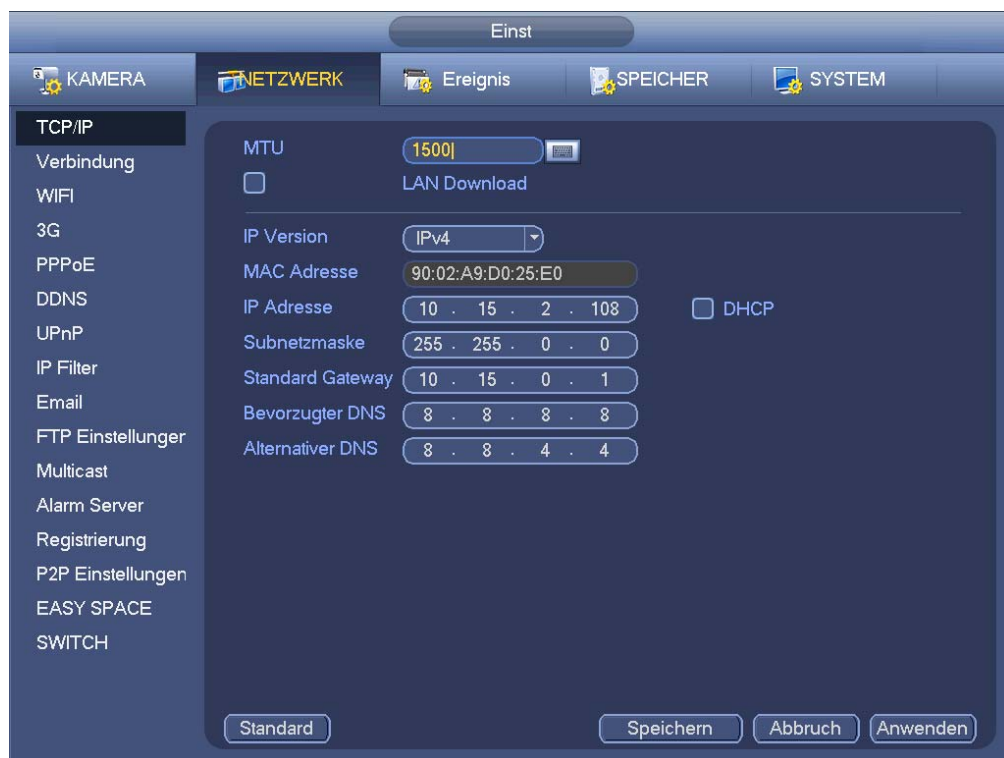 Einst
KAMERA NETZWERK Ereignis SPEICHER SYSTEM
TCP/IP
Verbindung
WIFI
3G
PPPoE
DDNS
UPnP
IP Filter
Email
FTP Einstellunger
Multicast
Alarm Server
Registrierung
P2P Einstellungen
EASY SPACE
SWITCH
MTU 1500
LAN Download
IP Version IPv4
MAC Adresse 90:02:A9:D0:25:E0
IP Adresse 10 . 15 . 2 . 108 DHCP
Subnetzmaske 255 . 255 . 0 . 0
Standard Gateway 10 . 15 . 0 . 1
Bevorzugter DNS 8 . 8 . 8 . 8
Alternativer DNS 8 . 8 . 4 . 4
Standard Speichern Abbruch Anwenden